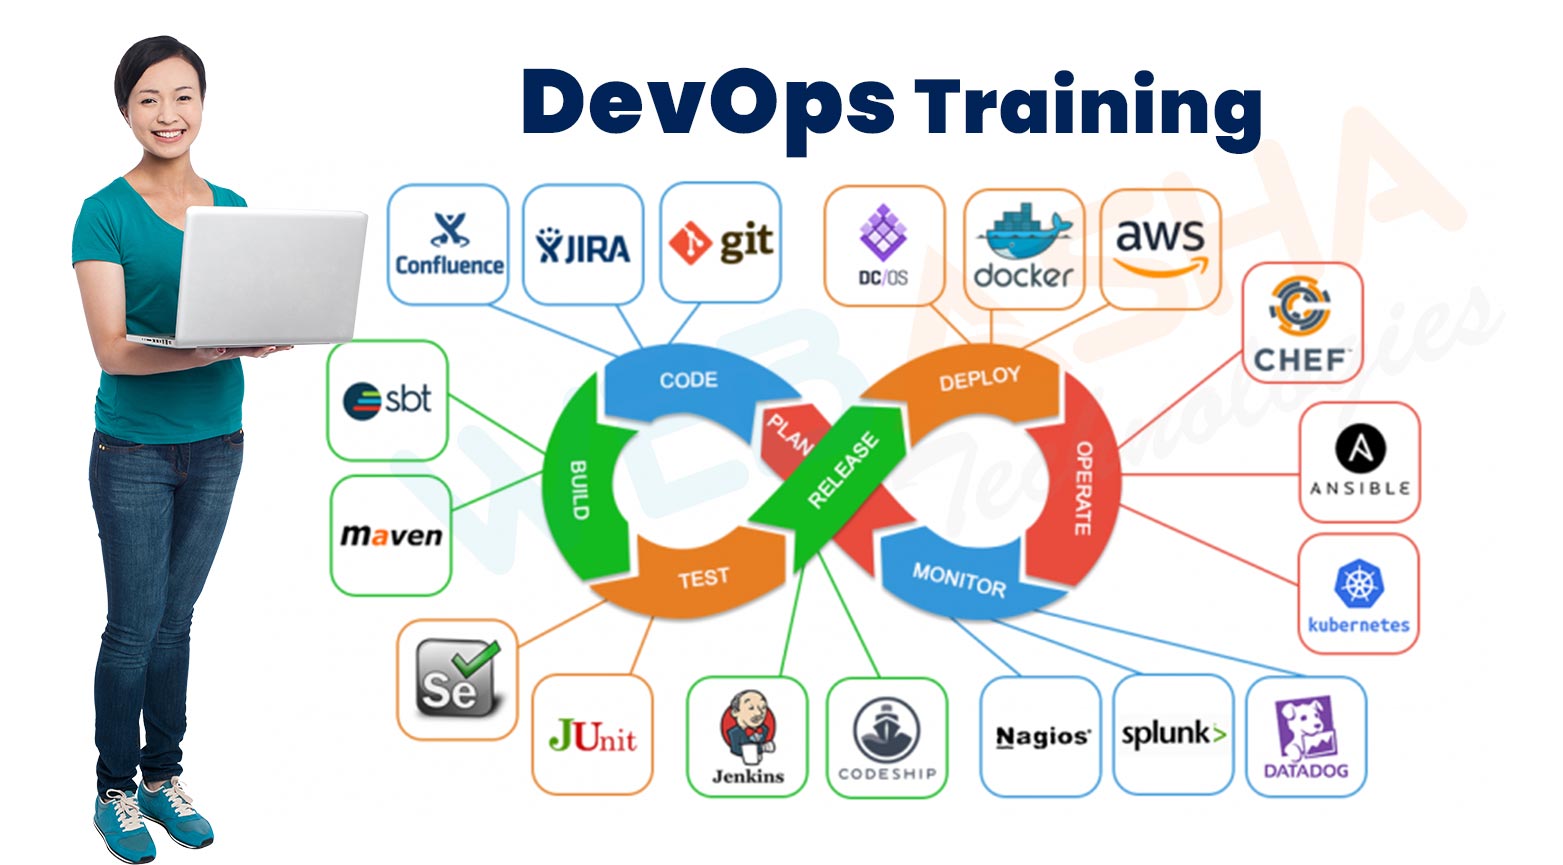 DevOps Training
Confluence
JIRA
git
DC/OS
docker
aws
CHEF™
sbt
CODE
PLAN
RELEASE
DEPLOY
OPERATE
BUILD
TEST
MONITOR
maven
ANSIBLE
kubernetes
Se
JUnit
Jenkins
CODESHIP
Nagios®
splunk>
DATADOG
WEB ASHA
Technologies